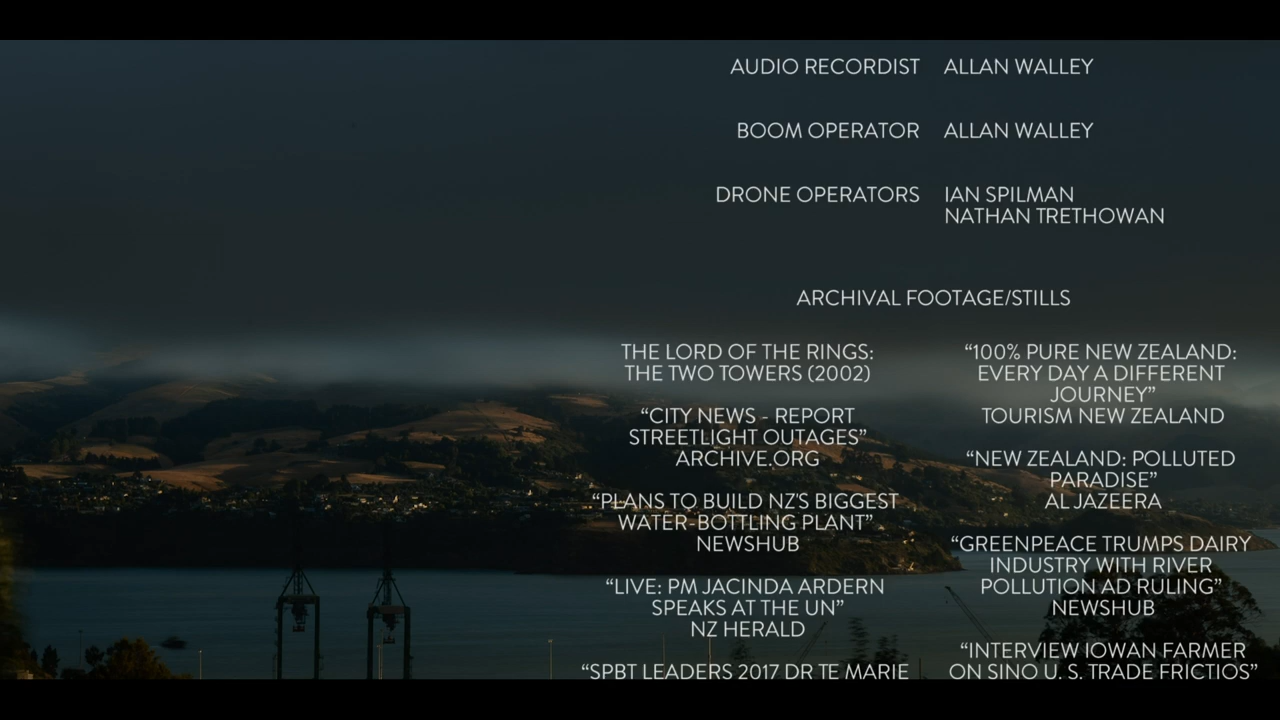 AUDIO RECORDIST ALLAN WALLEY
BOOM OPERATOR ALLAN WALLEY
DRONE OPERATORS IAN SPILMAN
NATHAN TRETHOWAN
ARCHIVAL FOOTAGE/STILLS
THE LORD OF THE RINGS:
THE TWO TOWERS (2002)
“CITY NEWS - REPORT
STREETLIGHT OUTAGES”
ARCHIVE.ORG
“PLANS TO BUILD NZ'S BIGGEST
WATER-BOTTLING PLANT”
NEWSHUB
“LIVE: PM JACINDA ARDERN
SPEAKS AT THE UN”
NZ HERALD
“SPBT LEADERS 2017 DR TE MARIE
“100% PURE NEW ZEALAND:
EVERY DAY A DIFFERENT
JOURNEY”
TOURISM NEW ZEALAND
“NEW ZEALAND: POLLUTED
PARADISE”
AL JAZEERA
“GREENPEACE TRUMPS DAIRY
INDUSTRY WITH RIVER
POLLUTION AD RULING”
NEWSHUB
“INTERVIEW IOWAN FARMER
ON SINO U. S. TRADE FRICTIOS”